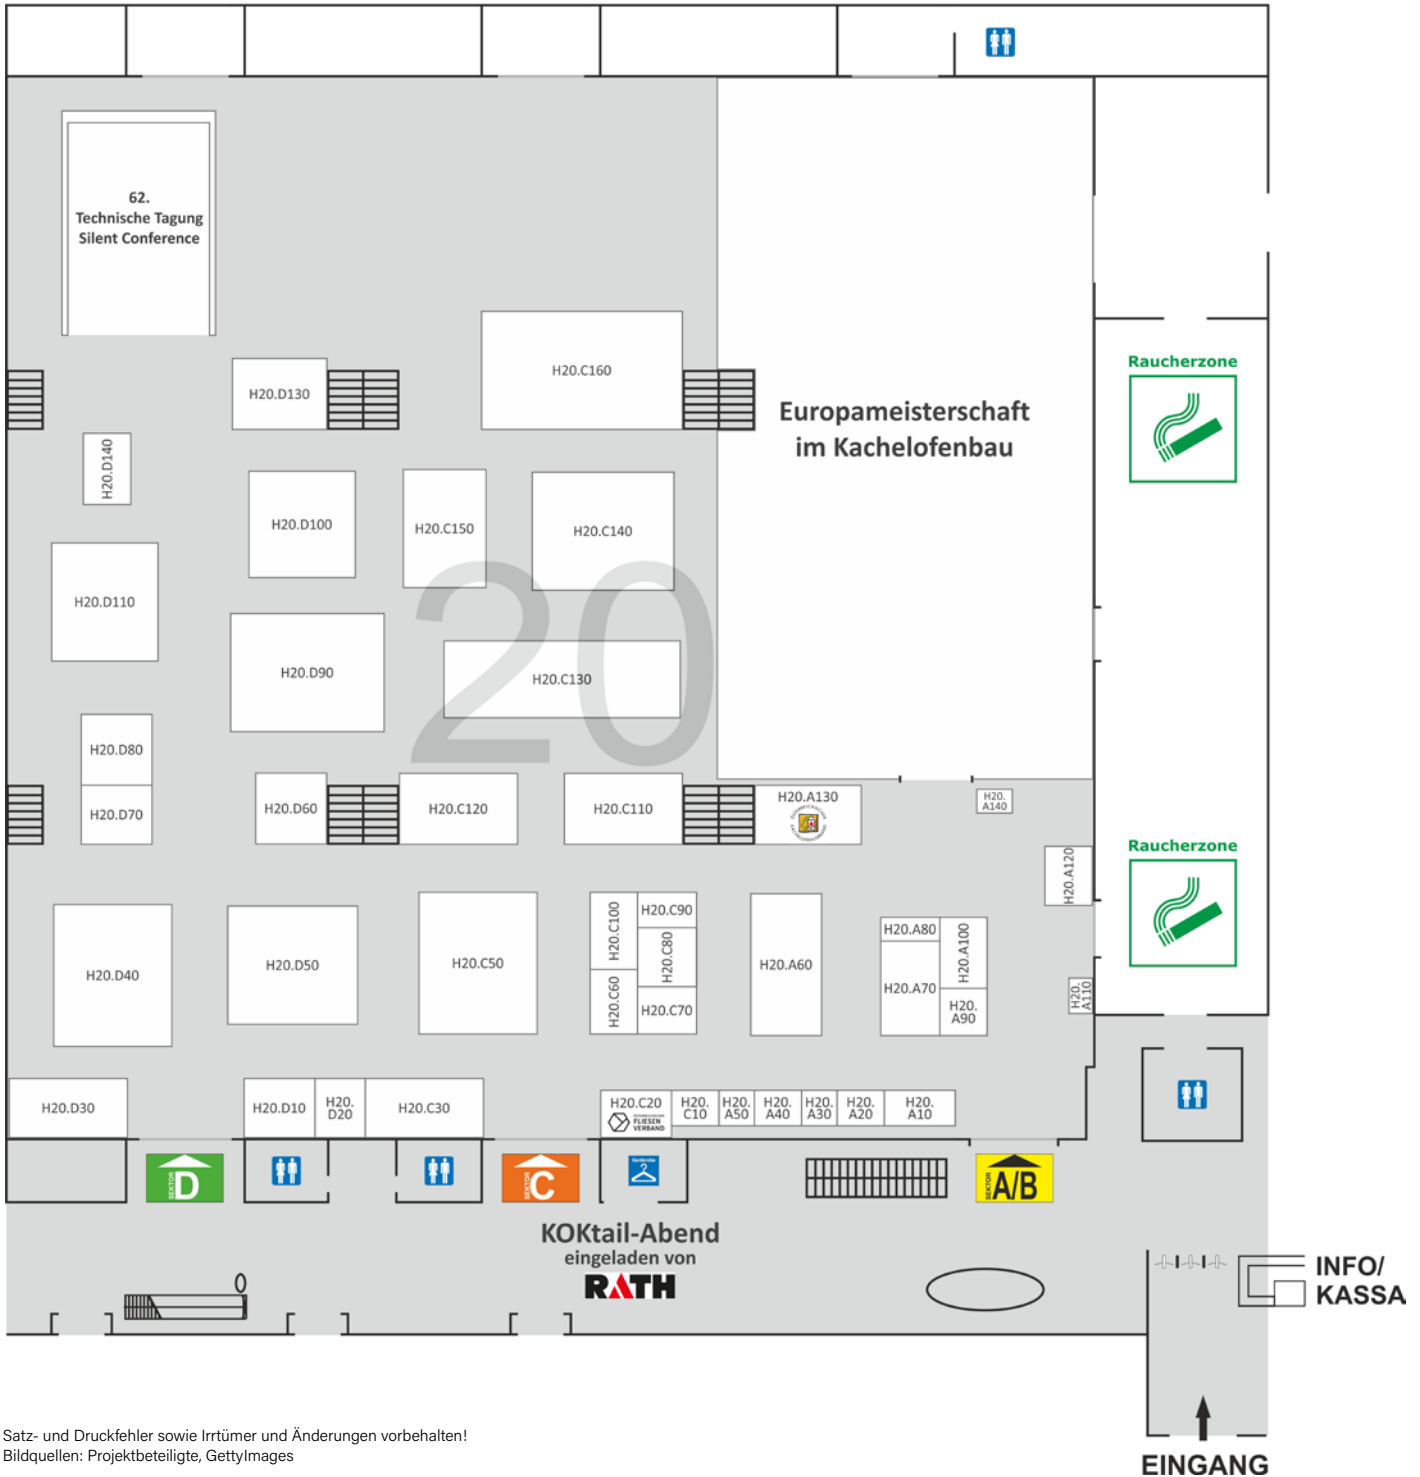 62.
Technische Tagung
Silent Conference
Raucherzone
H20.C160
H20.D130
Europameisterschaft
im Kachelofenbau
H20.D140
H20.D100
H20.C150
H20.C140
20
H20.D110
H20.D90
H20.C130
H20.D80
H20.D70
H20.D60
H20.C120
H20.C110
H20.A130
H20.
A140
Raucherzone
H20.A120
H20.D40
H20.D50
H20.C50
H20.C100
H20.C90
H20.C80
H20.C60
H20.C70
H20.A60
H20.A80
H20.A70
H20.A100
H20.
A90
H20.
A110
H20.D30
H20.D10
H20.
D20
H20.C30
H20.C20
FLIESEN
VERBAND
H20.
C10
H20.
A50
H20.
A40
H20.
A30
H20.
A20
H20.
A10
SEKTOR
D
SEKTOR
C
Garderobe
SEKTOR
A/B
KOKtail-Abend
eingeladen von
RATH
INFO/
KASSA
Satz- und Druckfehler sowie Irrtümer und Änderungen vorbehalten!
Bildquellen: Projektbeteiligte, GettyImages
EINGANG